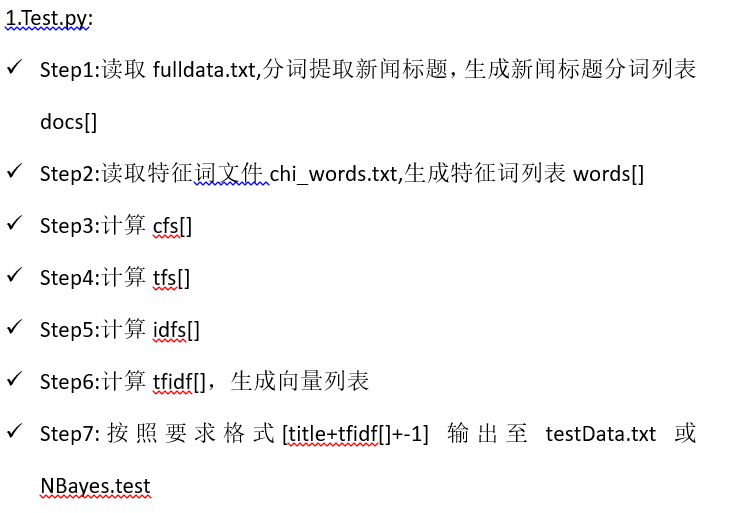 1.Test.py:
✓ Step1:读取 fulldata.txt,分词提取新闻标题，生成新闻标题分词列表
docs[]
✓ Step2:读取特征词文件 chi_words.txt,生成特征词列表 words[]
✓ Step3:计算 cfs[]
✓ Step4:计算 tfs[]
✓ Step5:计算 idfs[]
✓ Step6:计算 tfidf[]，生成向量列表
✓ Step7:按照要求格式[title+tfidf[]+-1] 输出至 testData.txt 或
NBayes.test